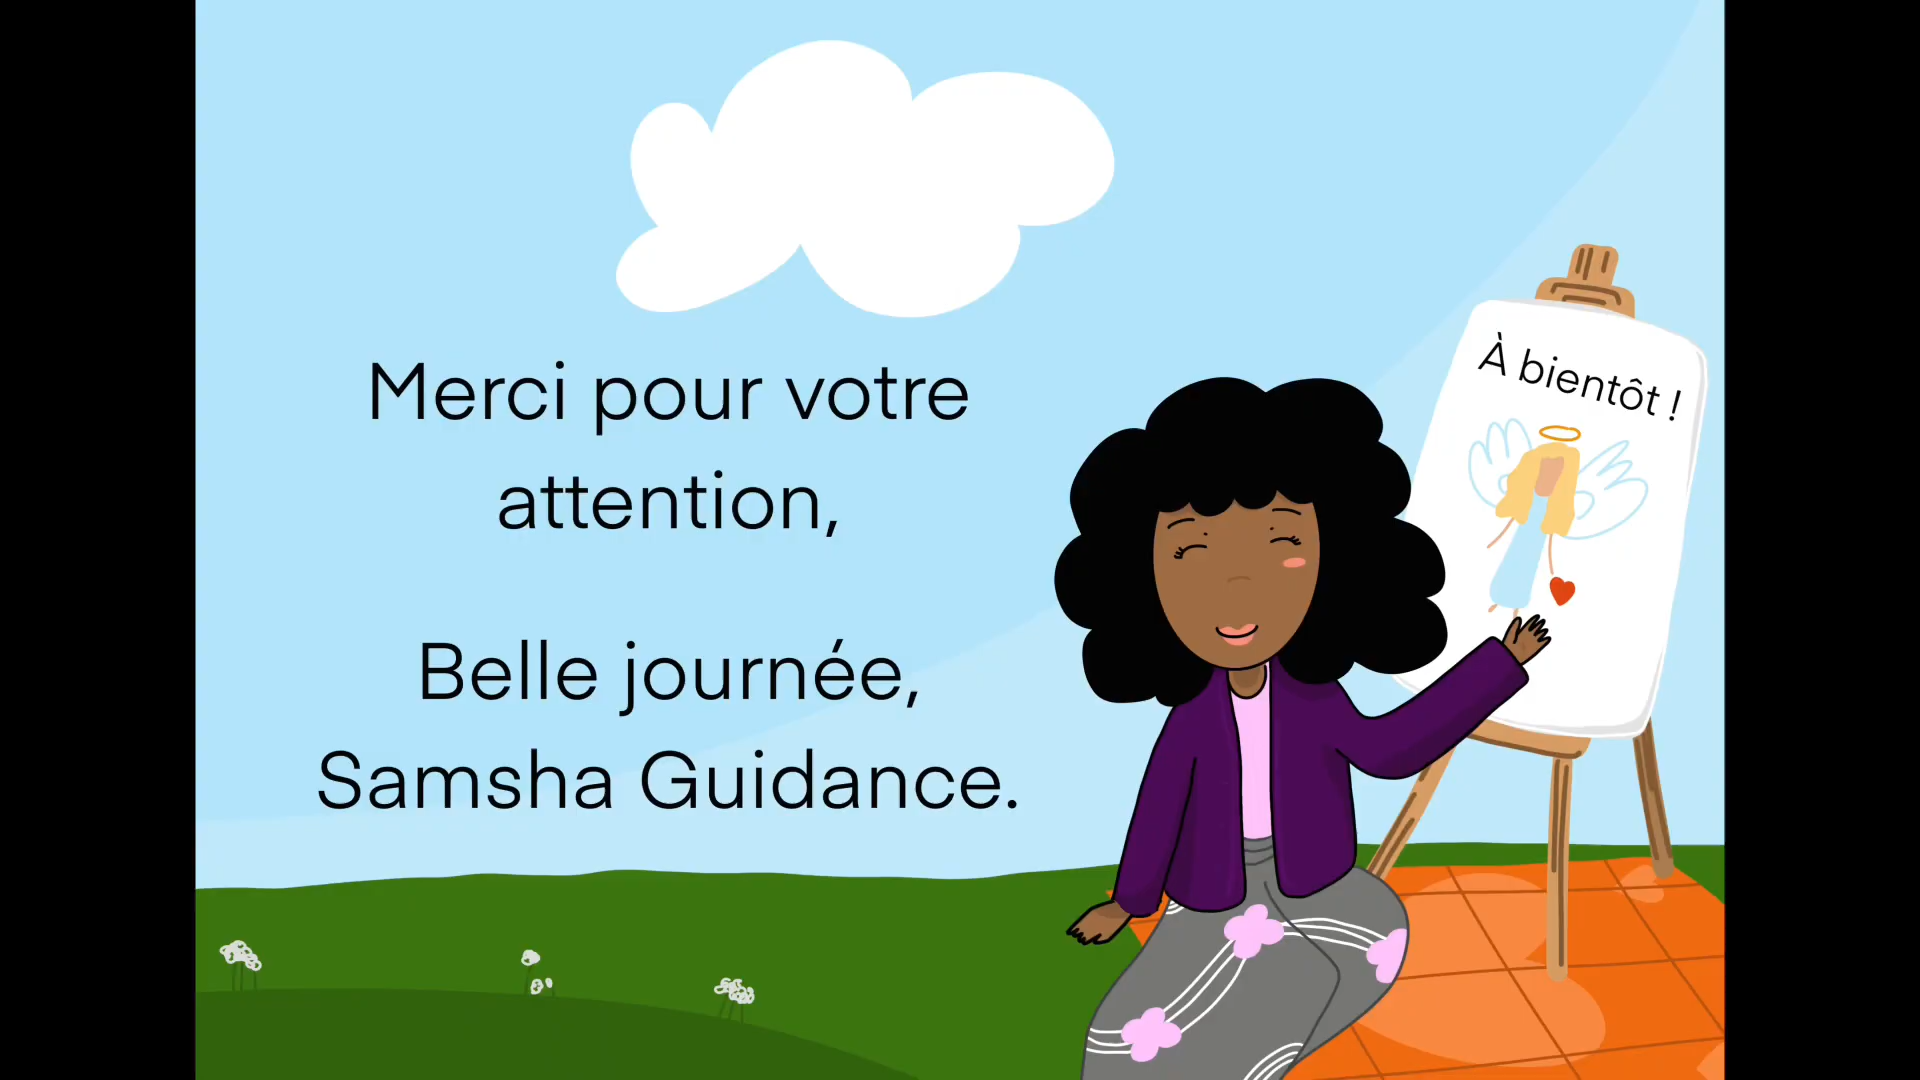 Merci pour votre
attention,
Belle journée,
Samsha Guidance.
À bientôt !